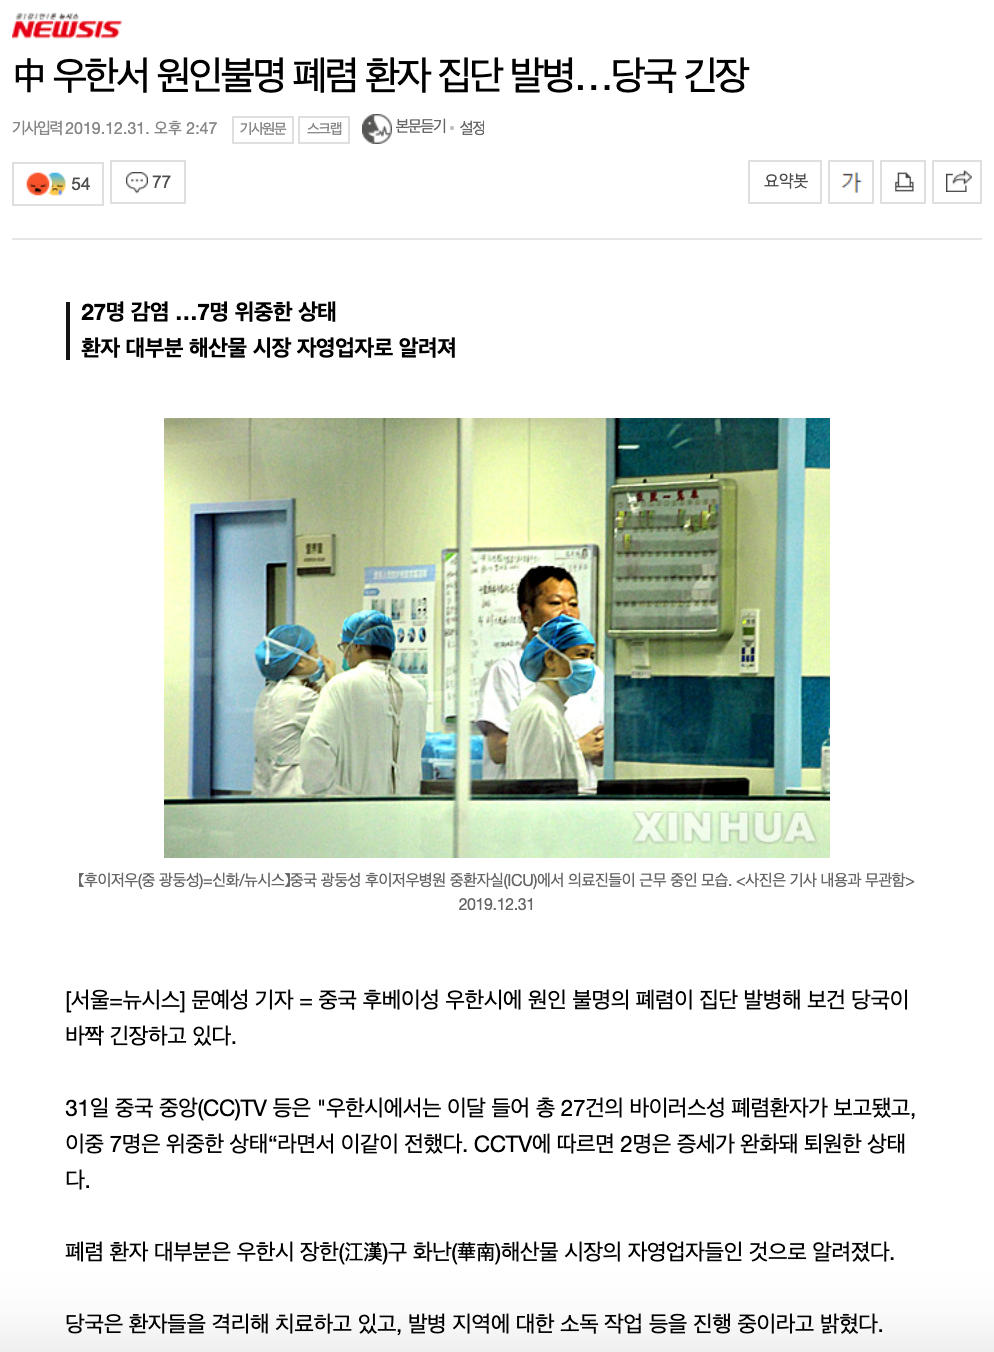 NEWSIS
中 우한서 원인불명 폐렴 환자 집단 발병…당국 긴장
기사입력 2019.12.31. 오후 2:47 기사원문 스크랩 본문듣기 · 설정
54 77 요약봇 가
27명 감염 …7명 위중한 상태
환자 대부분 해산물 시장 자영업자로 알려져
XINHUA
【후이저우(중 광둥성)=신화/뉴시스】중국 광둥성 후이저우병원 중환자실(ICU)에서 의료진들이 근무 중인 모습. <사진은 기사 내용과 무관함>
2019.12.31
[서울=뉴시스] 문예성 기자 = 중국 후베이성 우한시에 원인 불명의 폐렴이 집단 발병해 보건 당국이
바짝 긴장하고 있다.
31일 중국 중앙(CC)TV 등은 "우한시에서는 이달 들어 총 27건의 바이러스성 폐렴환자가 보고됐고,
이중 7명은 위중한 상태“라면서 이같이 전했다. CCTV에 따르면 2명은 증세가 완화돼 퇴원한 상태
다.
폐렴 환자 대부분은 우한시 장한(江漢)구 화난(華南)해산물 시장의 자영업자들인 것으로 알려졌다.
당국은 환자들을 격리해 치료하고 있고, 발병 지역에 대한 소독 작업 등을 진행 중이라고 밝혔다.